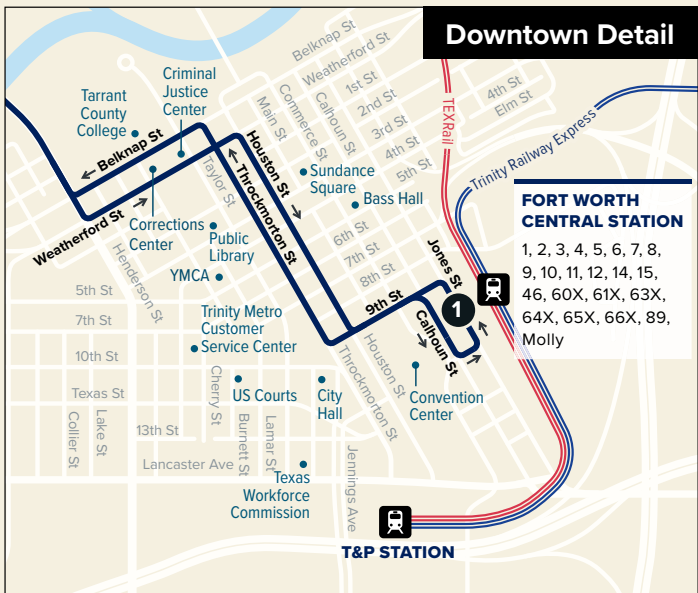 Downtown Detail
Belknap St
Weatherford St
1st St
2nd St
3rd St
4th St
5th St
4th St
Elm St
Main St
Commerce St
Calhoun St
TEXRail
Trinity Railway Express
Criminal
Justice
Center
Tarrant
County
College
Belknap St
Houston St
Throckmorton St
Taylor St
Sundance
Square
Bass Hall
Weatherford St
Corrections
Center
Public
Library
YMCA
6th St
7th St
8th St
9th St
Jones St
Calhoun St
1
FORT WORTH
CENTRAL STATION
1, 2, 3, 4, 5, 6, 7, 8,
9, 10, 11, 12, 14, 15,
46, 60X, 61X, 63X,
64X, 65X, 66X, 89,
Molly
Henderson St
5th St
7th St
10th St
Texas St
13th St
Lancaster Ave
Trinity Metro
Customer
Service Center
US Courts
City
Hall
Convention
Center
Houston St
Throckmorton St
Collier St
Lake St
Cherry St
Burnett St
Lamar St
Jennings Ave
Texas
Workforce
Commission
T&P STATION